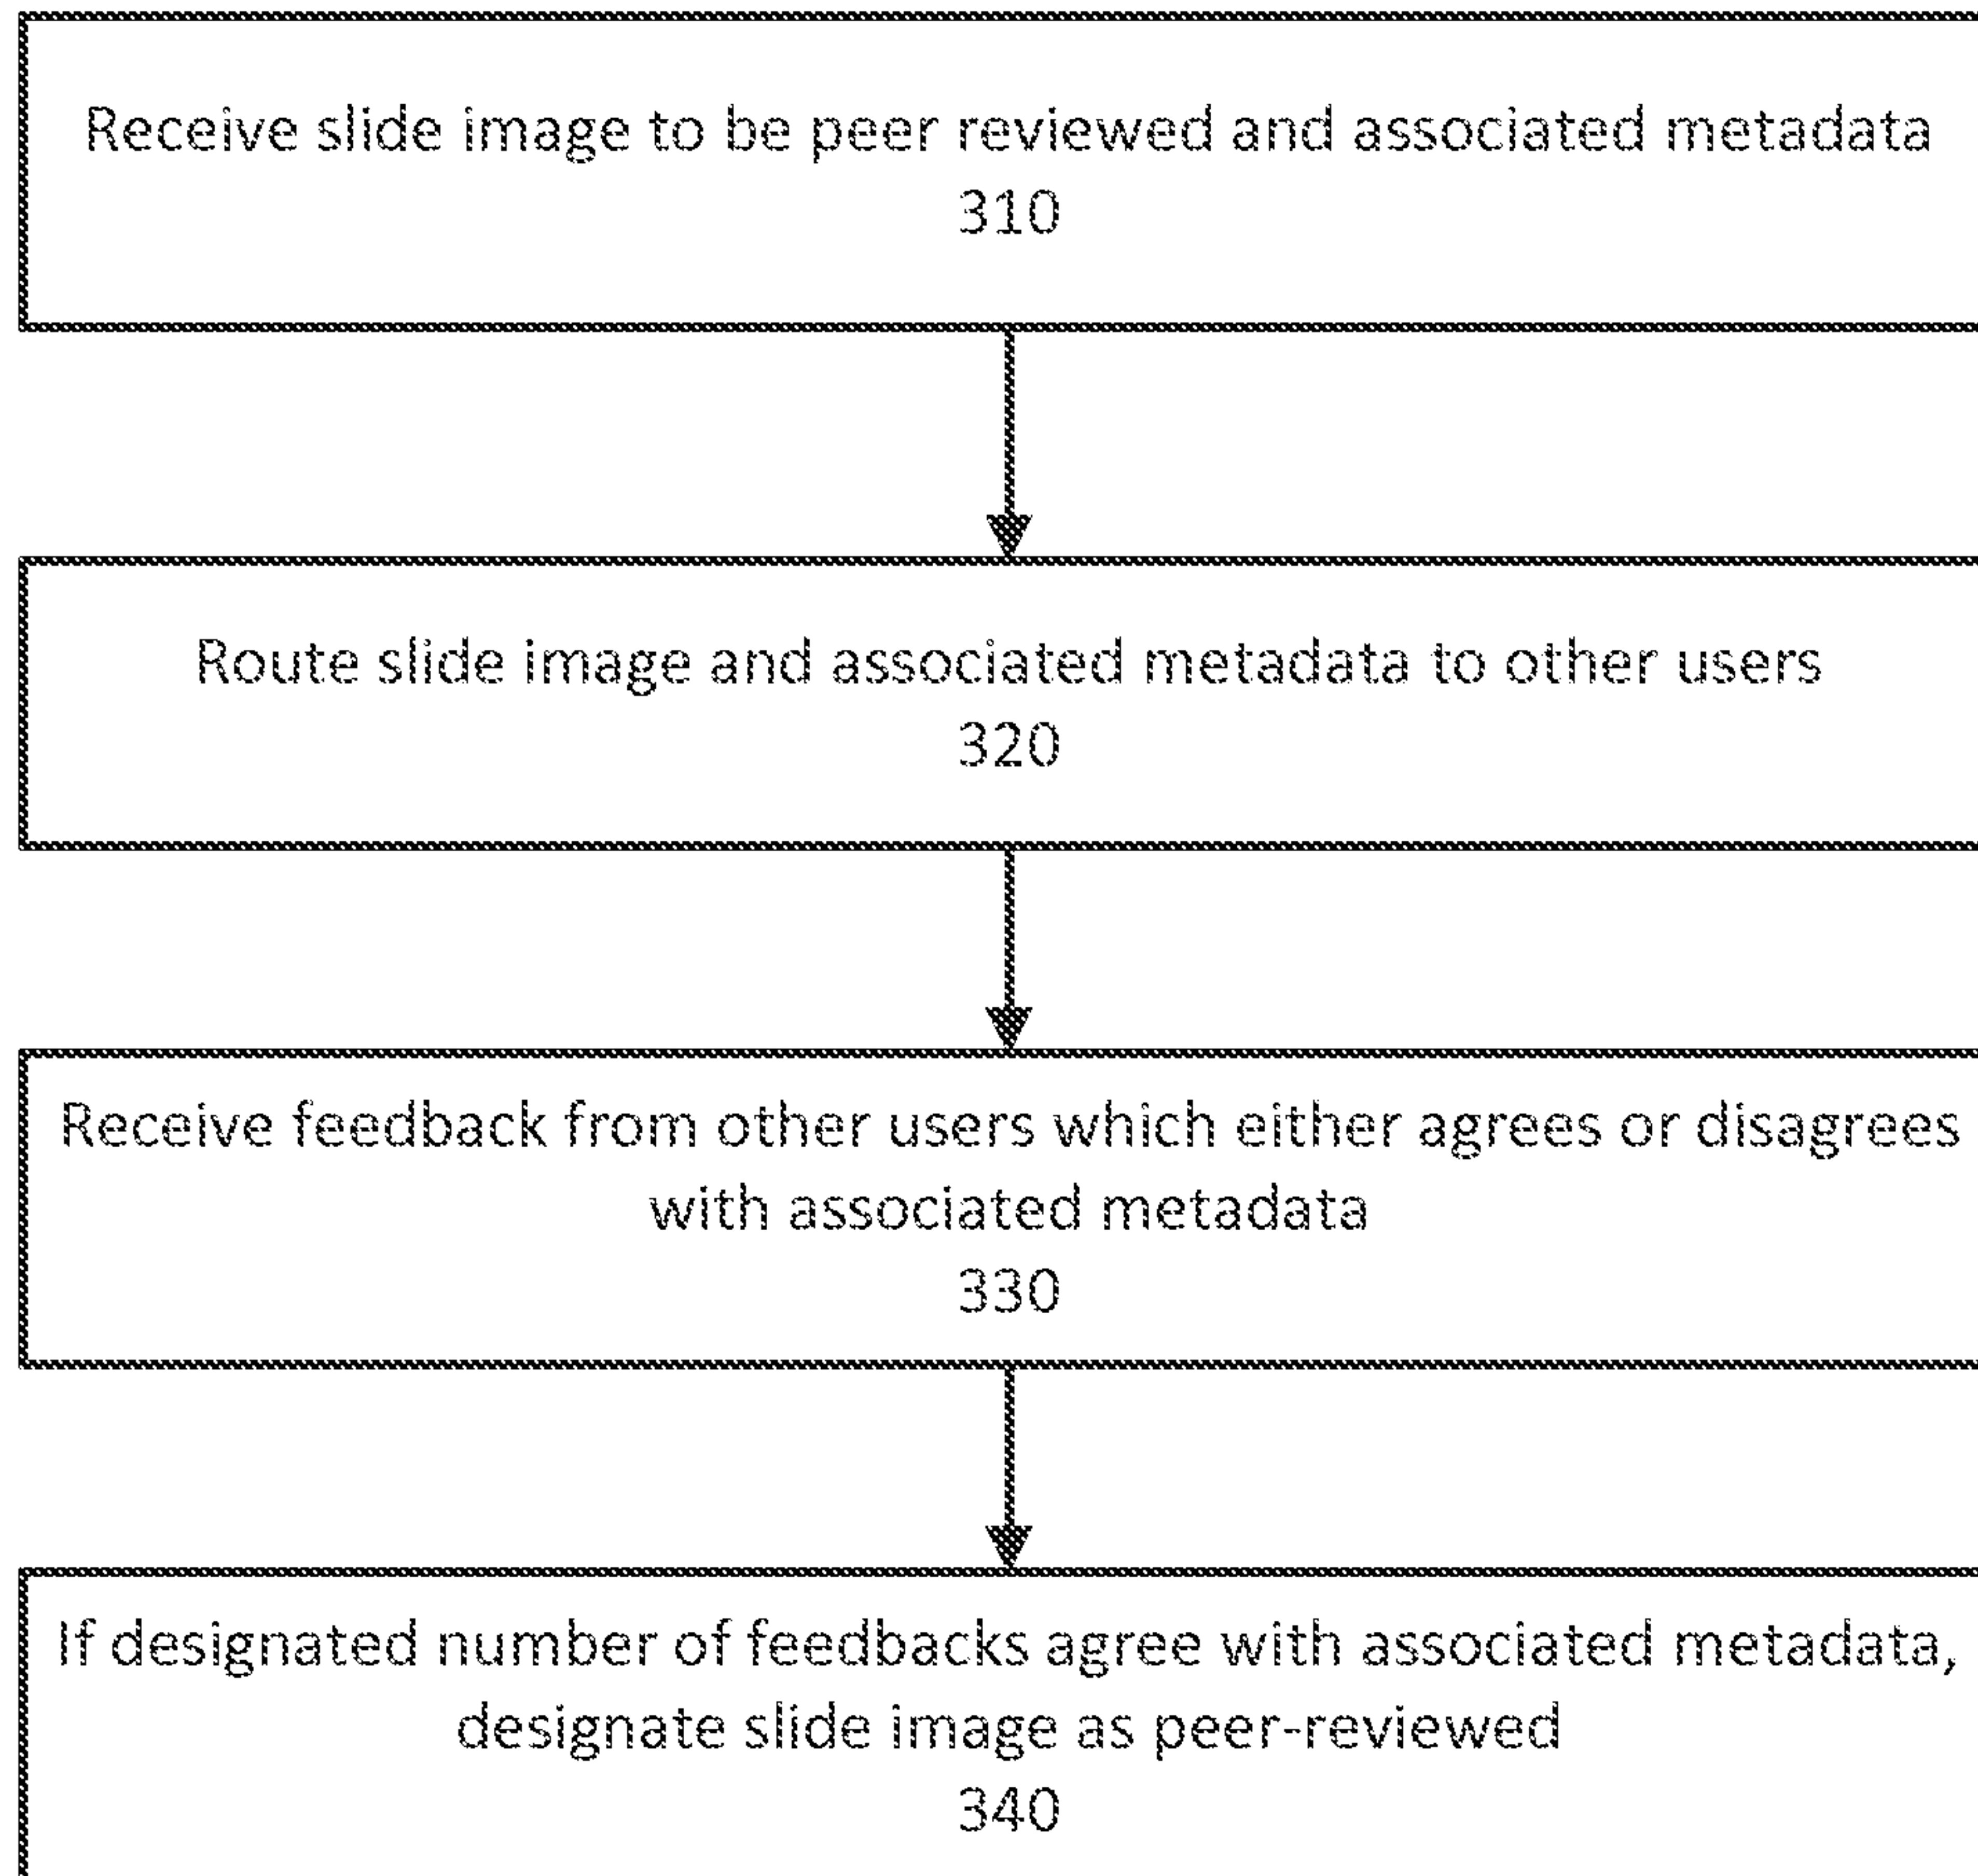 Receive slide image to be peer reviewed and associated metadata
310
Route slide image and associated metadata to other users
320
Receive feedback from other users which either agrees or disagrees
with associated metadata
330
If designated number of feedbacks agree with associated metadata,
designate slide image as peer-reviewed
340